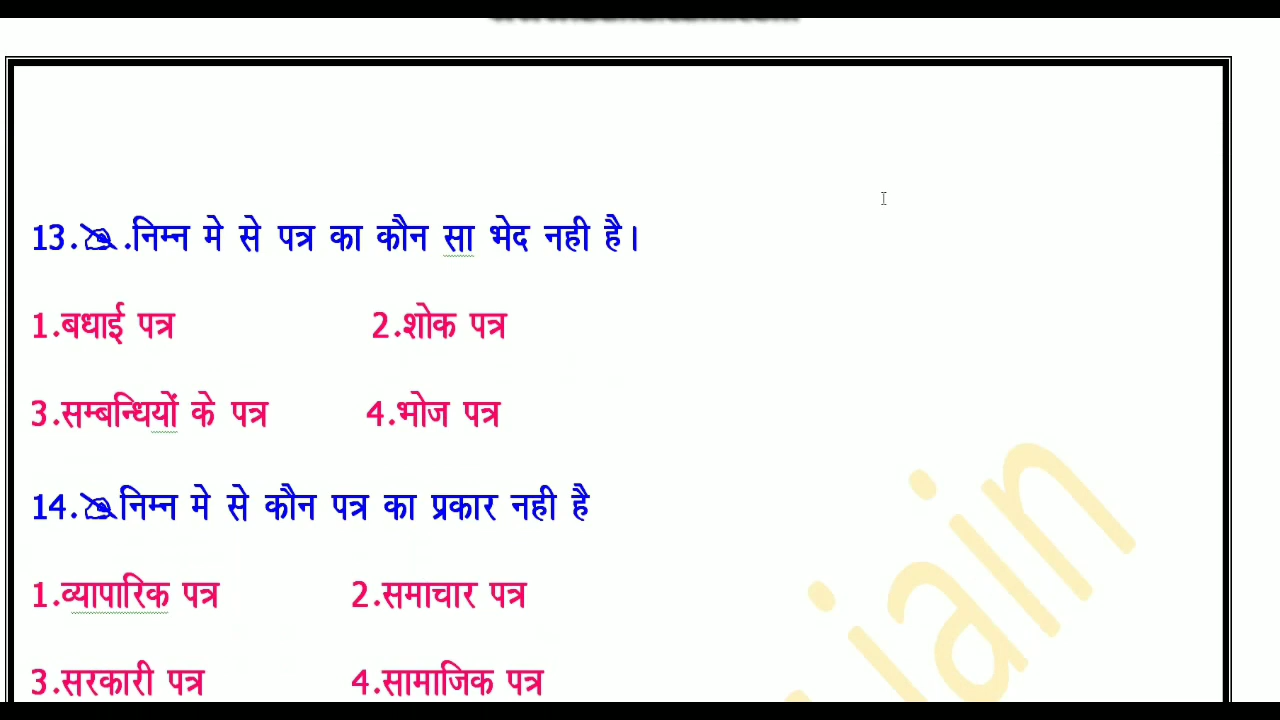 13.✍.निम्न मे से पत्र का कौन सा भेद नही है।
1.बधाई पत्र 2.शोक पत्र
3.सम्बन्धियों के पत्र 4.भोज पत्र
14.✍निम्न मे से कौन पत्र का प्रकार नही है
1.व्यापारिक पत्र 2.समाचार पत्र
3.सरकारी पत्र 4.सामाजिक पत्र